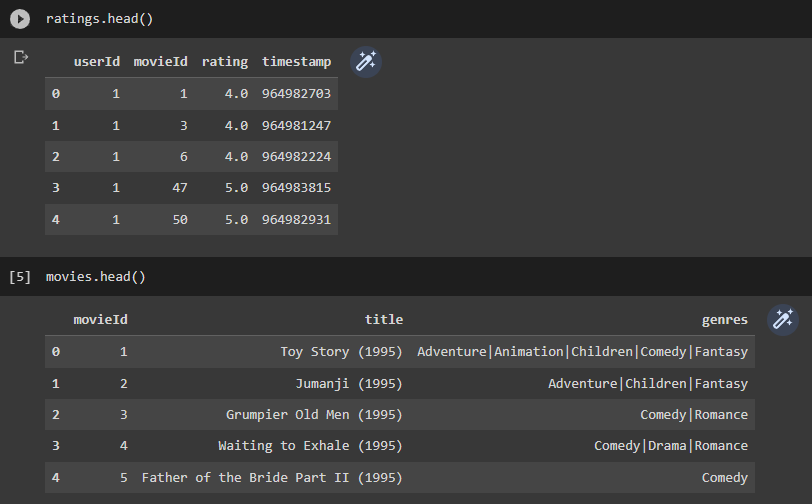 ratings.head()
userId movieId rating timestamp
0 1 1 4.0 964982703
1 1 3 4.0 964981247
2 1 6 4.0 964982224
3 1 47 5.0 964983815
4 1 50 5.0 964982931
[5] movies.head()
movieId title genres
0 1 Toy Story (1995) Adventure|Animation|Children|Comedy|Fantasy
1 2 Jumanji (1995) Adventure|Children|Fantasy
2 3 Grumpier Old Men (1995) Comedy|Romance
3 4 Waiting to Exhale (1995) Comedy|Drama|Romance
4 5 Father of the Bride Part II (1995) Comedy